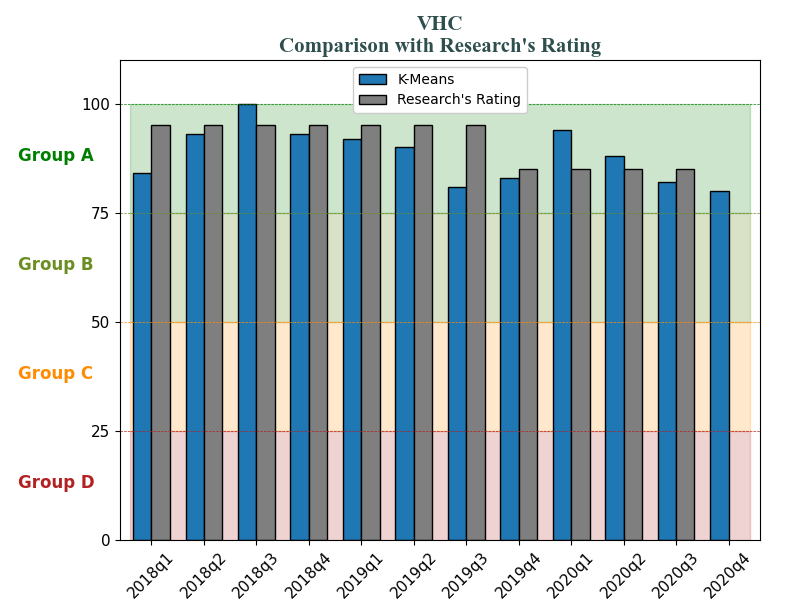 VHC
Comparison with Research's Rating
K-Means
Research's Rating
100
Group A
75
Group B
50
Group C
25
Group D
0
2018q1
2018q2
2018q3
2018q4
2019q1
2019q2
2019q3
2019q4
2020q1
2020q2
2020q3
2020q4